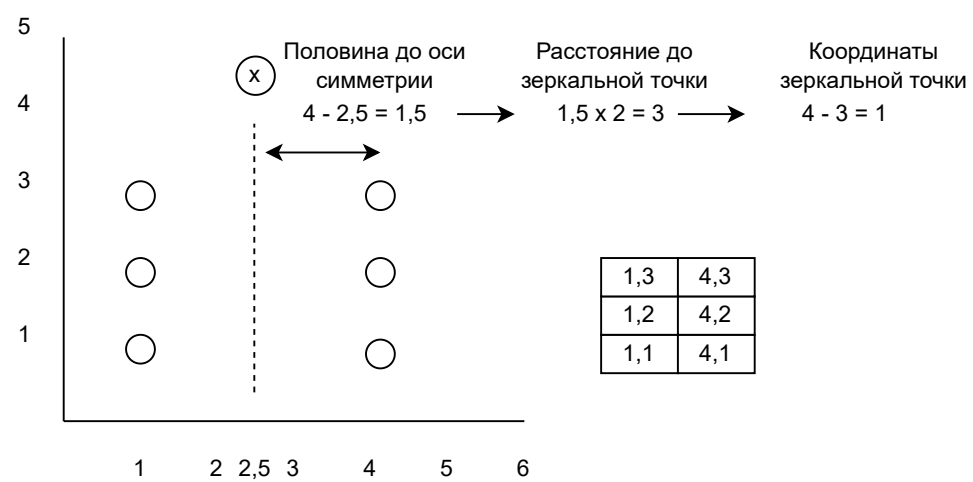 5
4
3
2
1
x
Половина до оси
симметрии
4 - 2,5 = 1,5
Расстояние до
зеркальной точки
1,5 x 2 = 3
Координаты
зеркальной точки
4 - 3 = 1
1,3 4,3
1,2 4,2
1,1 4,1
1 2 2,5 3 4 5 6